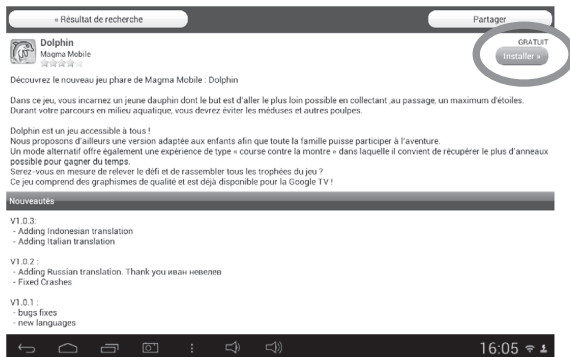 « Résultat de recherche
Partager
Dolphin
Magma Mobile
GRATUIT
Installer »
Découvrez le nouveau jeu phare de Magma Mobile : Dolphin
Dans ce jeu, vous incarnez un jeune dauphin dont le but est d'aller le plus loin possible en collectant ,au passage, un maximum d'étoiles.
Durant votre parcours en milieu aquatique, vous devrez éviter les méduses et autres poulpes.
Dolphin est un jeu accessible à tous !
Nous proposons d'ailleurs une version adaptée aux enfants afin que toute la famille puisse participer à l'aventure.
Un mode alternatif offre également une expérience de type « course contre la montre » dans laquelle il convient de récupérer le plus d'anneaux
possible pour gagner du temps.
Serez-vous en mesure de relever le défi et de rassembler tous les trophées du jeu ?
Ce jeu comprend des graphismes de qualité et est déjà disponible pour la Google TV !
Nouveautés
V1.0.3:
- Adding Indonesian translation
- Adding Italian translation
V1.0.2 :
- Adding Russian translation. Thank you иван невелев
- Fixed Crashes
V1.0.1 :
- bugs fixes
- new languages
16:05